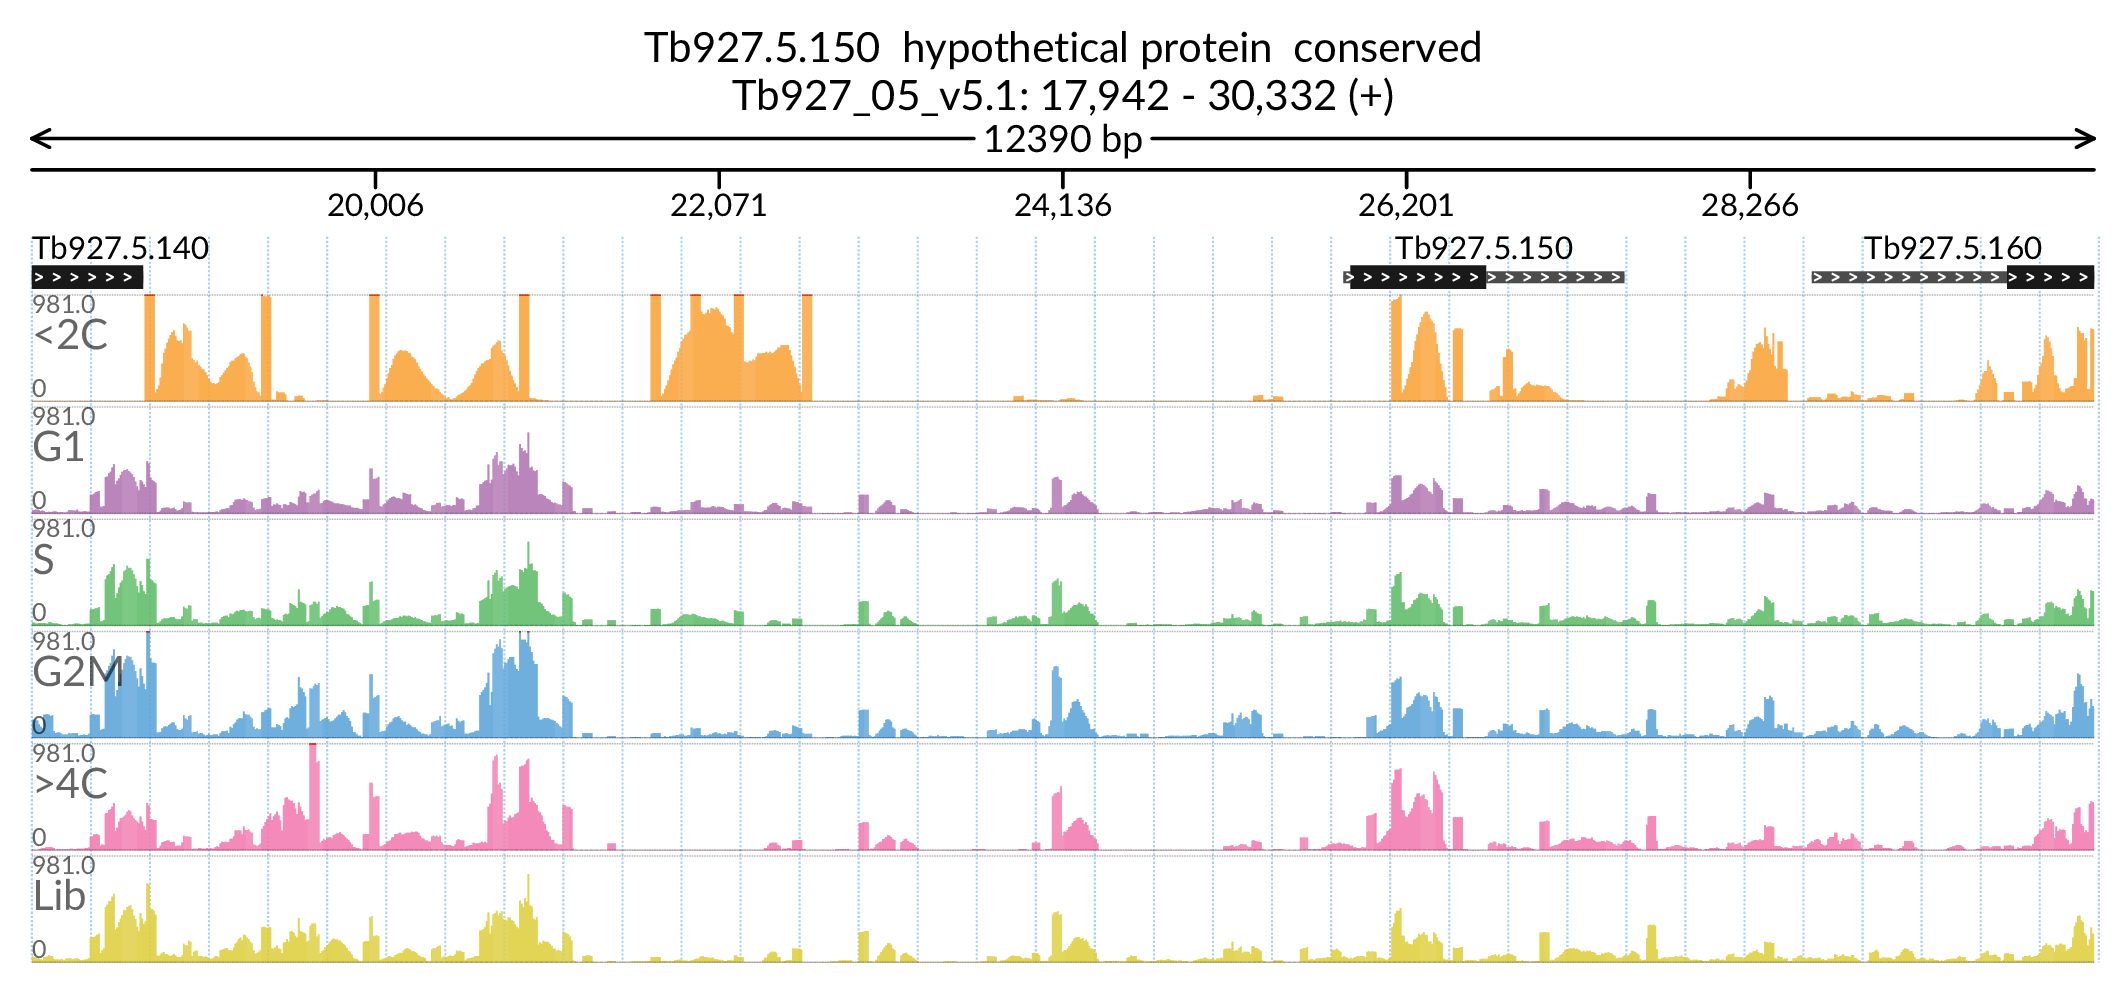 Tb927.5.150  hypothetical protein  conserved
Tb927_05_v5.1: 17,942 - 30,332 (+)
12390 bp
20,006 22,071 24,136 26,201 28,266
Tb927.5.140 Tb927.5.150 Tb927.5.160
981.0
<2C
0
981.0
G1
0
981.0
S
0
981.0
G2M
0
981.0
>4C
0
981.0
Lib
0